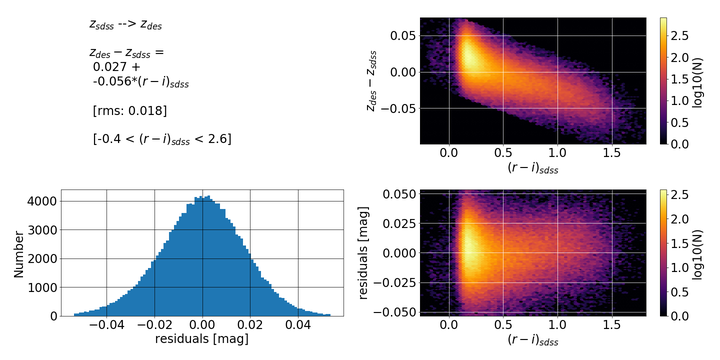 z_sdss --> z_des
z_des − z_sdss =
0.027 +
-0.056*(r − i)_sdss
[rms: 0.018]
[-0.4 < (r − i)_sdss < 2.6]
z_des − z_sdss
0.05
0.00
−0.05
0.0 0.5 1.0 1.5
(r − i)_sdss
2.5
2.0
1.5
1.0
0.5
0.0
log10(N)
Number
4000
3000
2000
1000
0
−0.04 −0.02 0.00 0.02 0.04
residuals [mag]
residuals [mag]
0.050
0.025
0.000
−0.025
−0.050
0.0 0.5 1.0 1.5
(r − i)_sdss
2.5
2.0
1.5
1.0
0.5
0.0
log10(N)